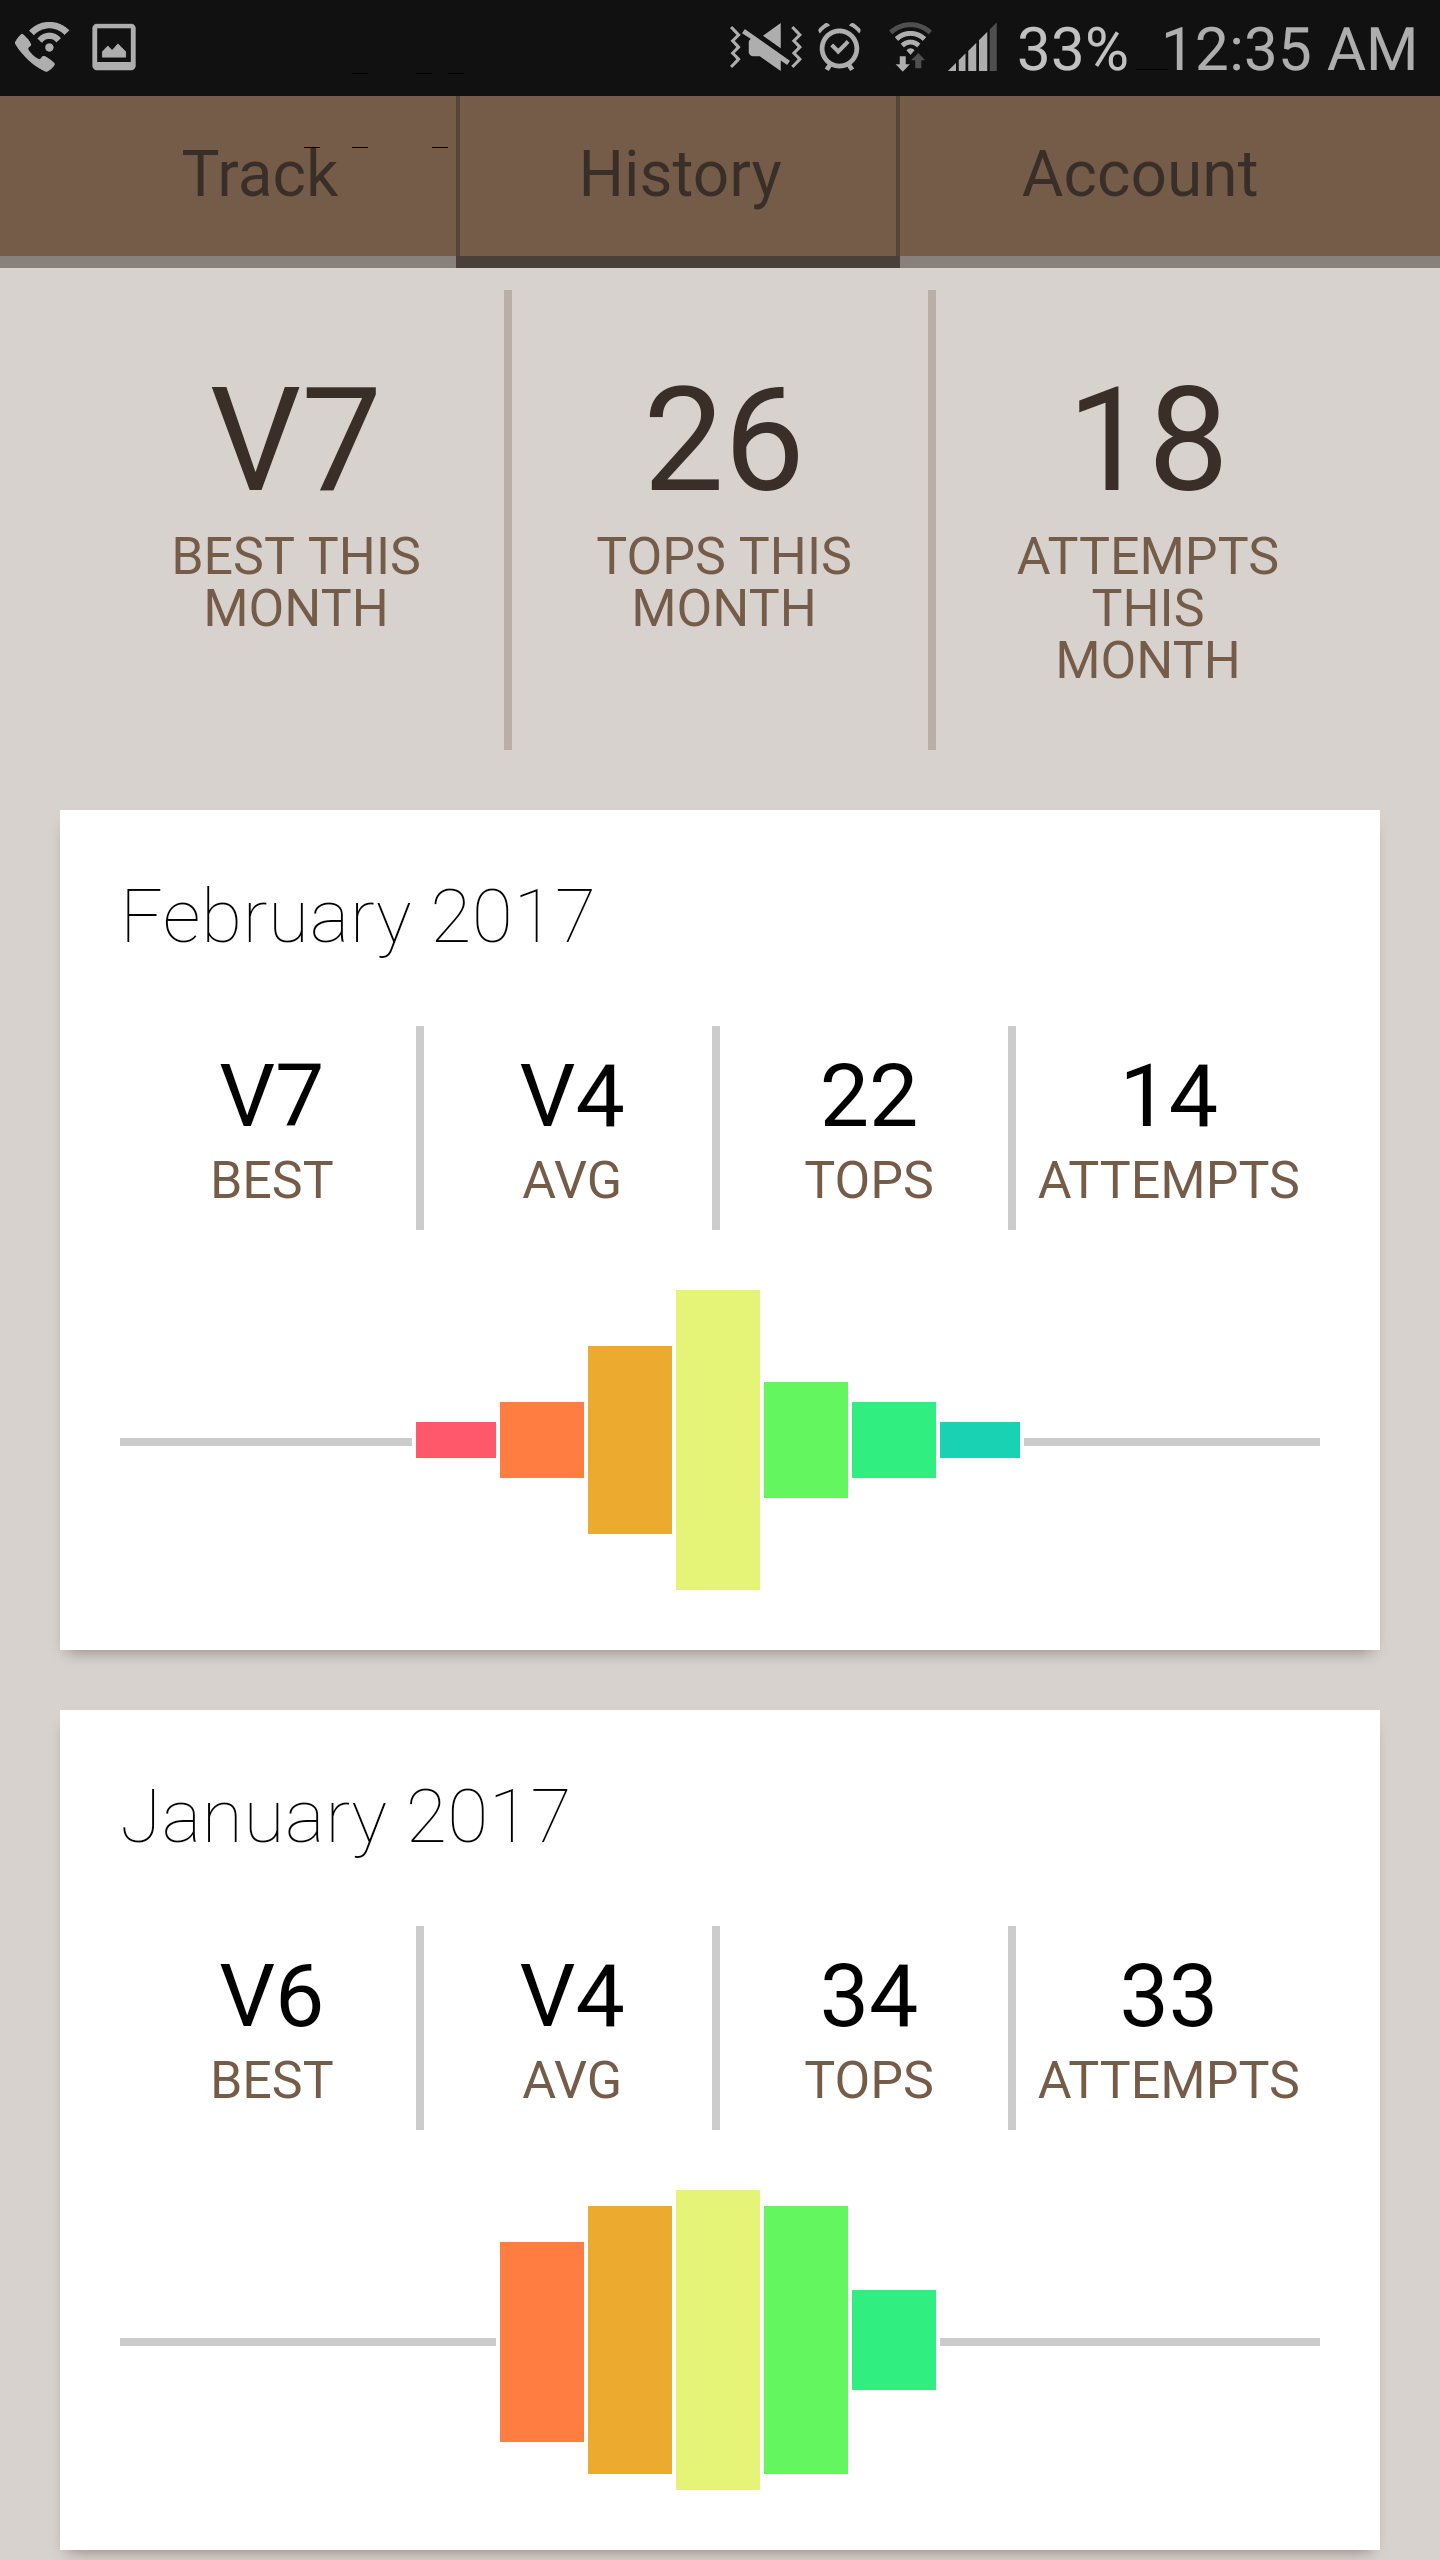 33% 12:35 AM
Track History Account
V7 26 18
BEST THIS MONTH TOPS THIS MONTH ATTEMPTS THIS MONTH
February 2017
V7 V4 22 14
BEST AVG TOPS ATTEMPTS
January 2017
V6 V4 34 33
BEST AVG TOPS ATTEMPTS